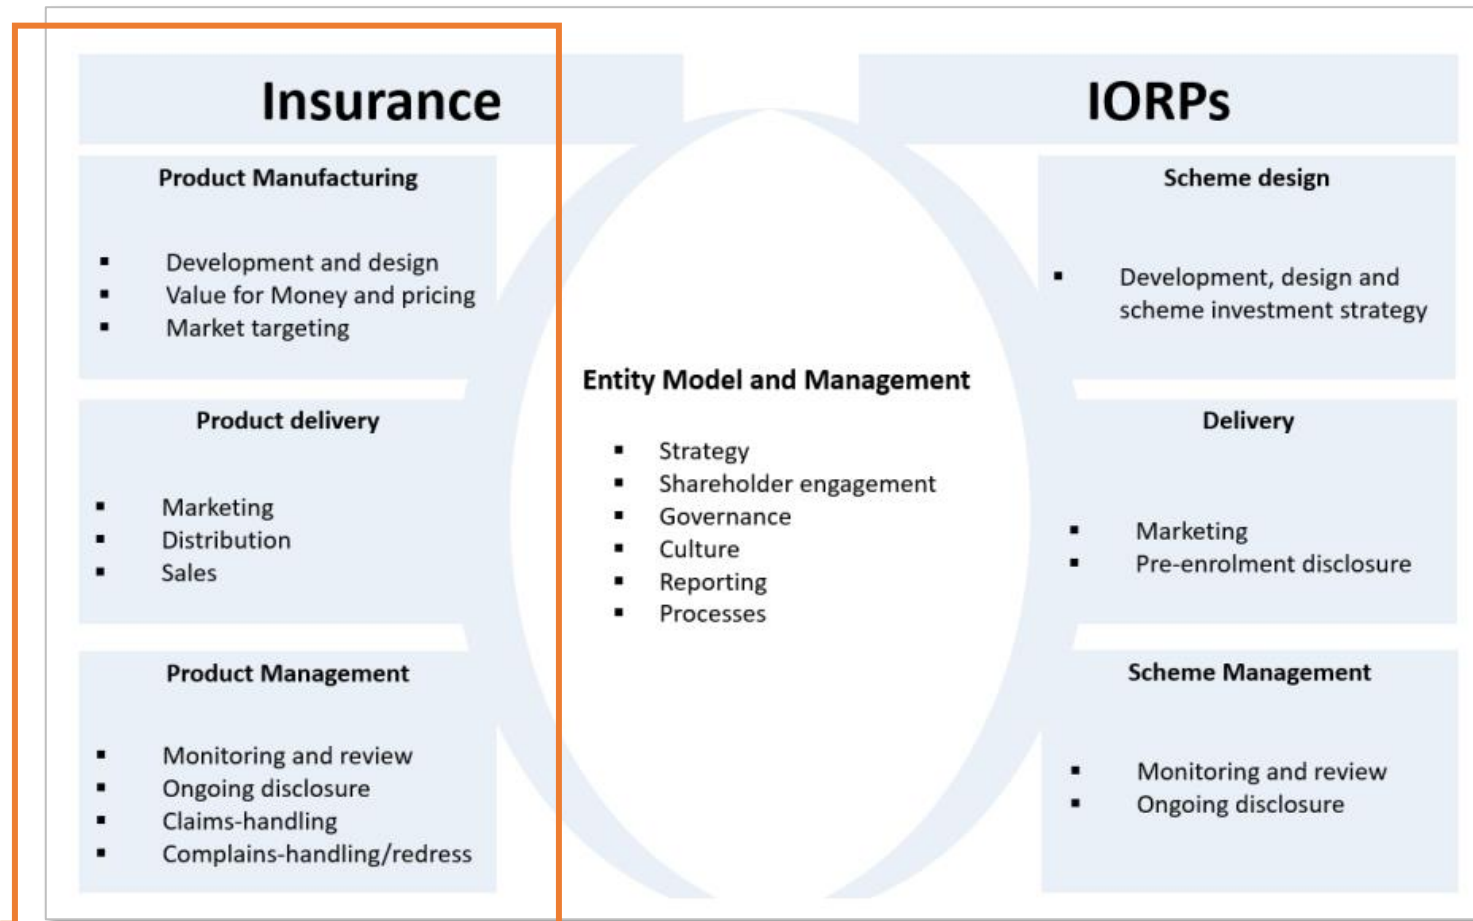 Insurance
Product Manufacturing
▪ Development and design
▪ Value for Money and pricing
▪ Market targeting
Product delivery
▪ Marketing
▪ Distribution
▪ Sales
Product Management
▪ Monitoring and review
▪ Ongoing disclosure
▪ Claims-handling
▪ Complains-handling/redress
Entity Model and Management
▪ Strategy
▪ Shareholder engagement
▪ Governance
▪ Culture
▪ Reporting
▪ Processes
IORPs
Scheme design
▪ Development, design and
scheme investment strategy
Delivery
▪ Marketing
▪ Pre-enrolment disclosure
Scheme Management
▪ Monitoring and review
▪ Ongoing disclosure